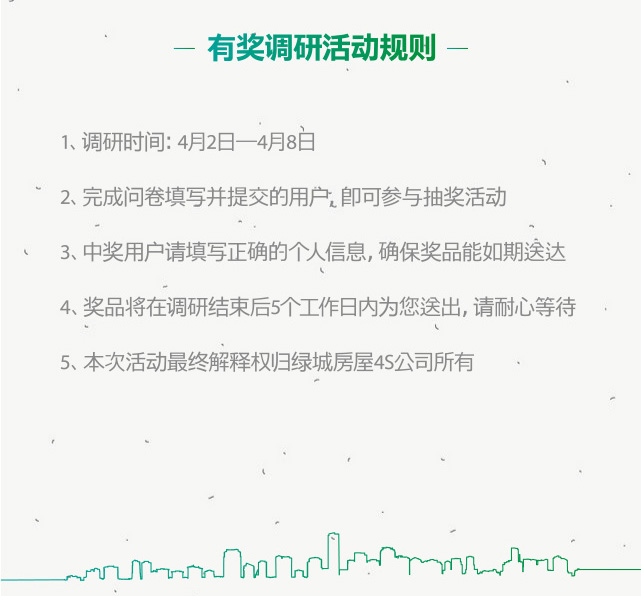 有奖调研活动规则
1、调研时间：4月2日—4月8日
2、完成问卷填写并提交的用户，即可参与抽奖活动
3、中奖用户请填写正确的个人信息，确保奖品能如期送达
4、奖品将在调研结束后5个工作日内为您送出，请耐心等待
5、本次活动最终解释权归绿城房屋4S公司所有